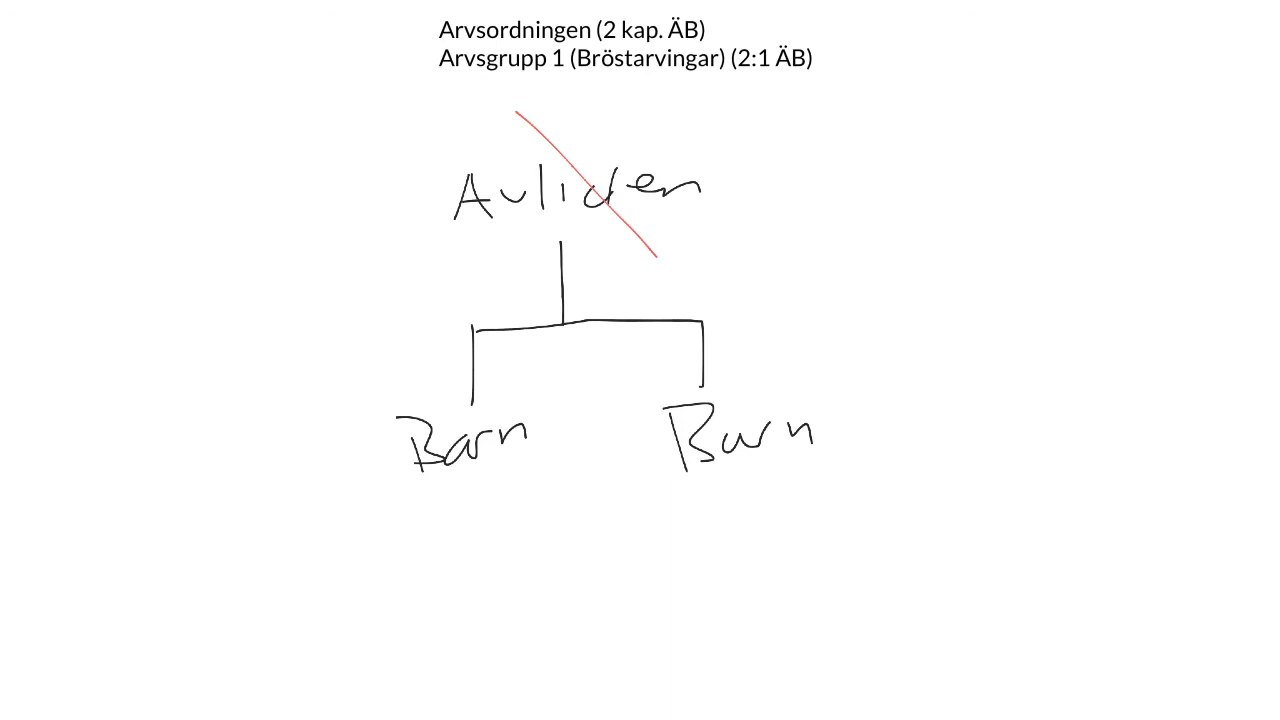 Arvsordningen (2 kap. ÄB)
Arvsgrupp 1 (Bröstarvingar) (2:1 ÄB)
Avliden
Barn Barn